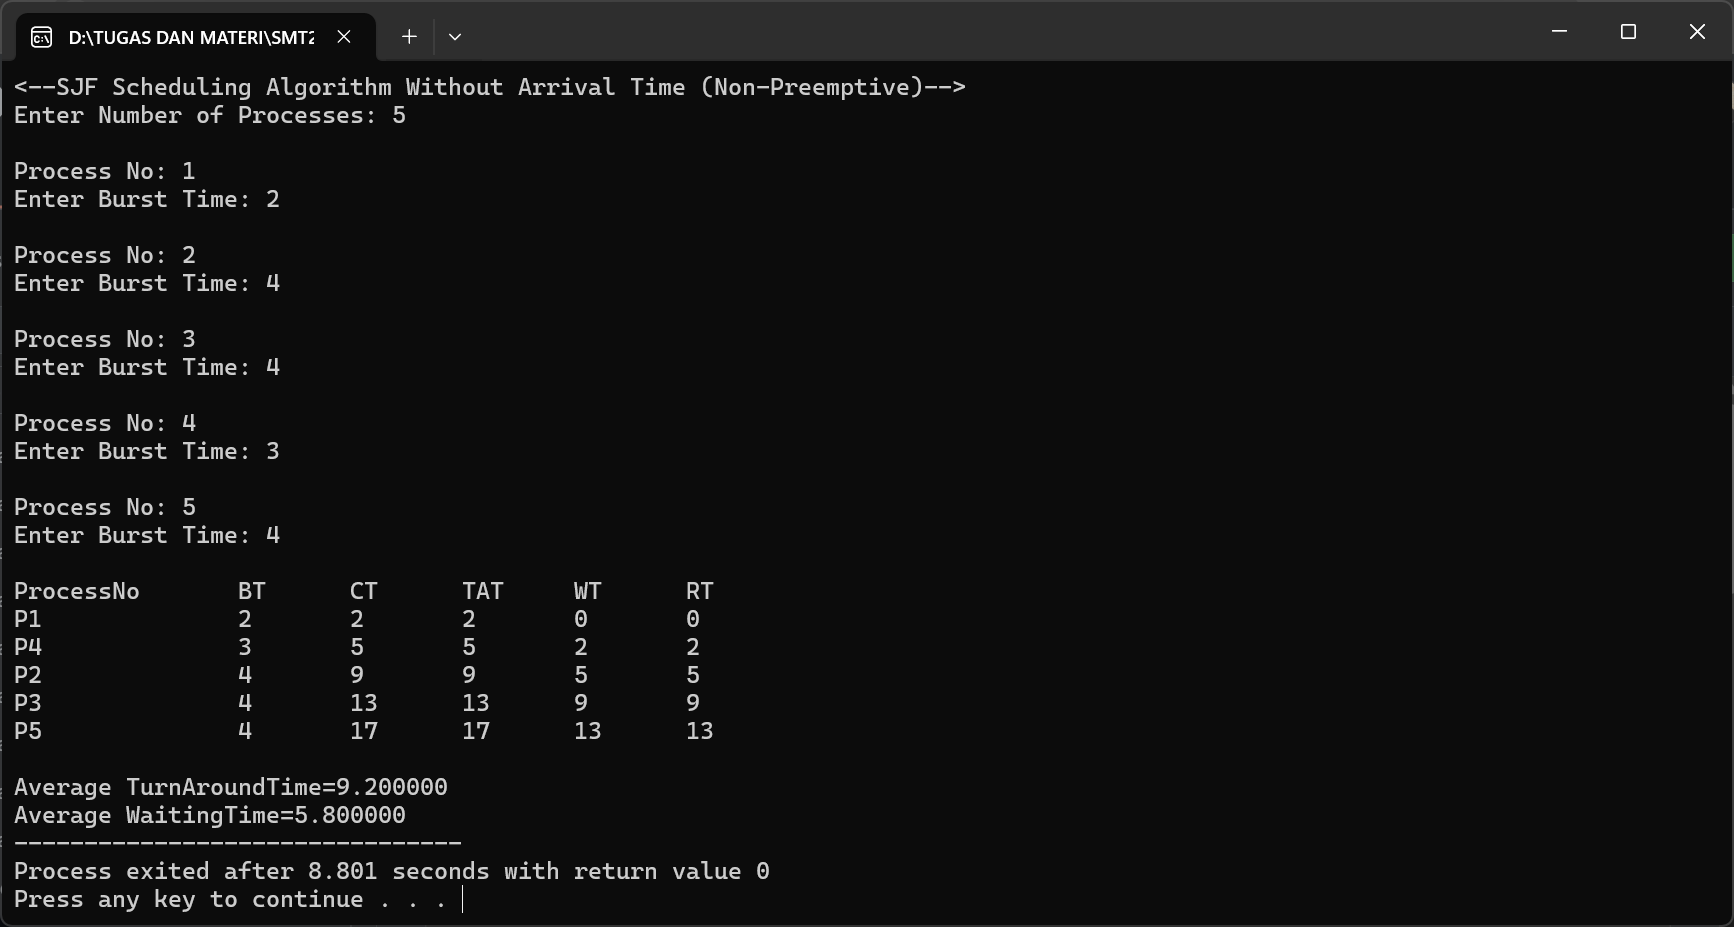 D:\TUGAS DAN MATERI\SMT2
<--SJF Scheduling Algorithm Without Arrival Time (Non-Preemptive)-->
Enter Number of Processes: 5
Process No: 1
Enter Burst Time: 2
Process No: 2
Enter Burst Time: 4
Process No: 3
Enter Burst Time: 4
Process No: 4
Enter Burst Time: 3
Process No: 5
Enter Burst Time: 4
ProcessNo BT CT TAT WT RT
P1 2 2 2 0 0
P4 3 5 5 2 2
P2 4 9 9 5 5
P3 4 13 13 9 9
P5 4 17 17 13 13
Average TurnAroundTime=9.200000
Average WaitingTime=5.800000
--------------------------------
Process exited after 8.801 seconds with return value 0
Press any key to continue . . .